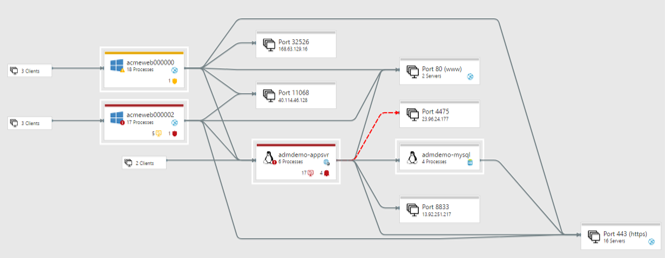 3 Clients
acmeweb000000
18 Processes
1
3 Clients
acmeweb000002
17 Processes
5
1
2 Clients
Port 32526
168.63.129.16
Port 11068
40.114.46.128
admdemo-appsvr
8 Processes
17
4
Port 80 (www)
2 Servers
Port 4475
23.96.24.177
admdemo-mysql
4 Processes
Port 8833
13.92.231.217
Port 443 (https)
16 Servers